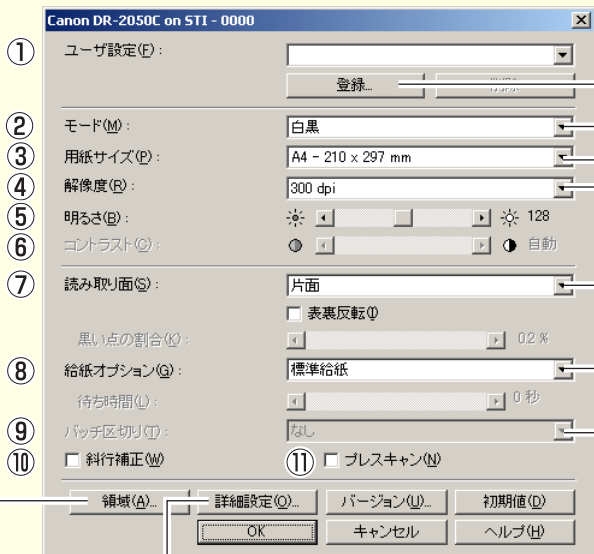 Canon DR-2050C on STI - 0000
① ユーザ設定(F) :
登録... 削除
② モード(M) : 白黒
③ 用紙サイズ(P) : A4 - 210 x 297 mm
④ 解像度(R) : 300 dpi
⑤ 明るさ(B) : 128
⑥ コントラスト(C) : 自動
⑦ 読み取り面(S) : 片面
表裏反転(I)
黒い点の割合(K) : 0.2 %
⑧ 給紙オプション(G) : 標準給紙
待ち時間(L) : 0 秒
⑨ バッチ区切り(T) : なし
⑩ 斜行補正(W) ⑪ プレスキャン(N)
領域(A)... 詳細設定(O)... バージョン(U)... 初期値(D)
OK キャンセル ヘルプ(H)